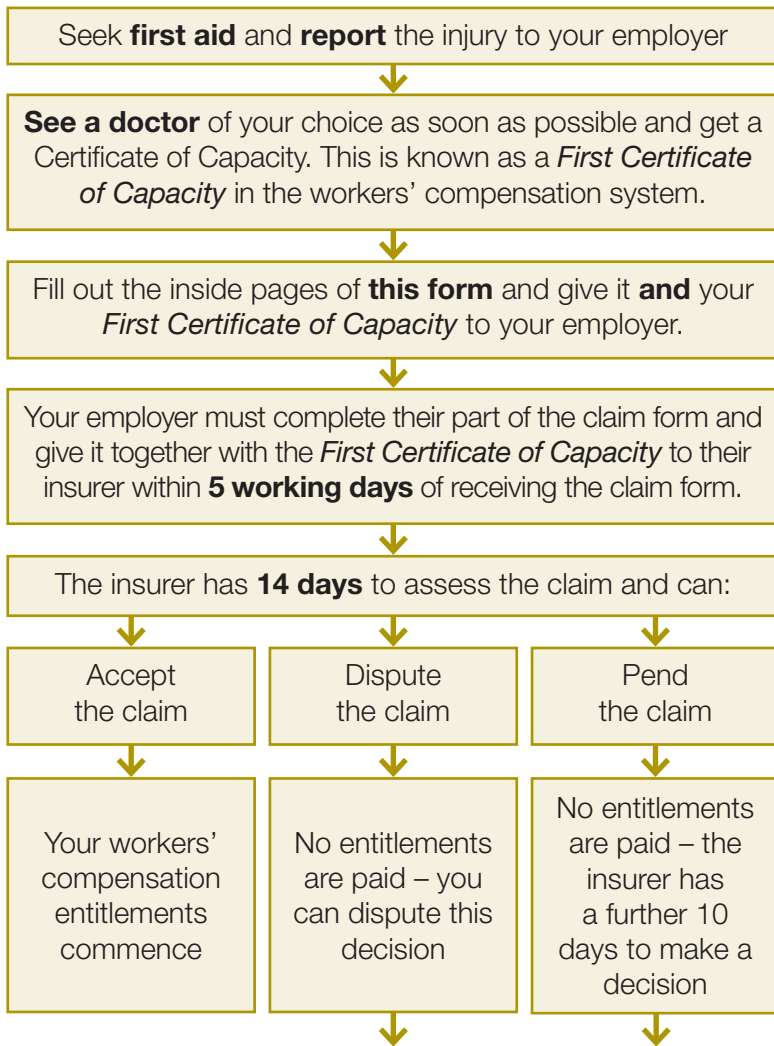 Seek first aid and report the injury to your employer
See a doctor of your choice as soon as possible and get a
Certificate of Capacity. This is known as a First Certificate
of Capacity in the workers’ compensation system.
Fill out the inside pages of this form and give it and your
First Certificate of Capacity to your employer.
Your employer must complete their part of the claim form and
give it together with the First Certificate of Capacity to their
insurer within 5 working days of receiving the claim form.
The insurer has 14 days to assess the claim and can:
Accept
the claim
Dispute
the claim
Pend
the claim
Your workers’
compensation
entitlements
commence
No entitlements
are paid – you
can dispute this
decision
No entitlements
are paid – the
insurer has
a further 10
days to make a
decision